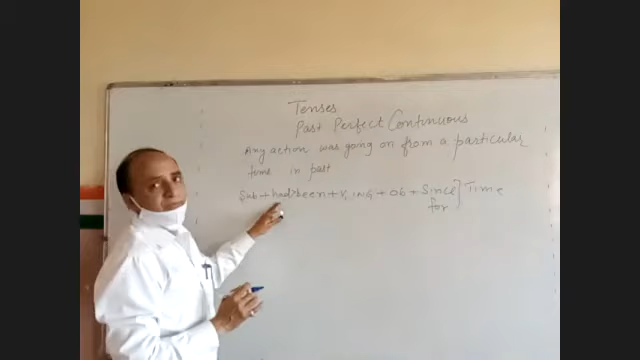 Tenses
Past Perfect Continuous
Any action was going on from a particular
time in past
Sub + had + been + V₁ ING + Ob + Since ] Time
for